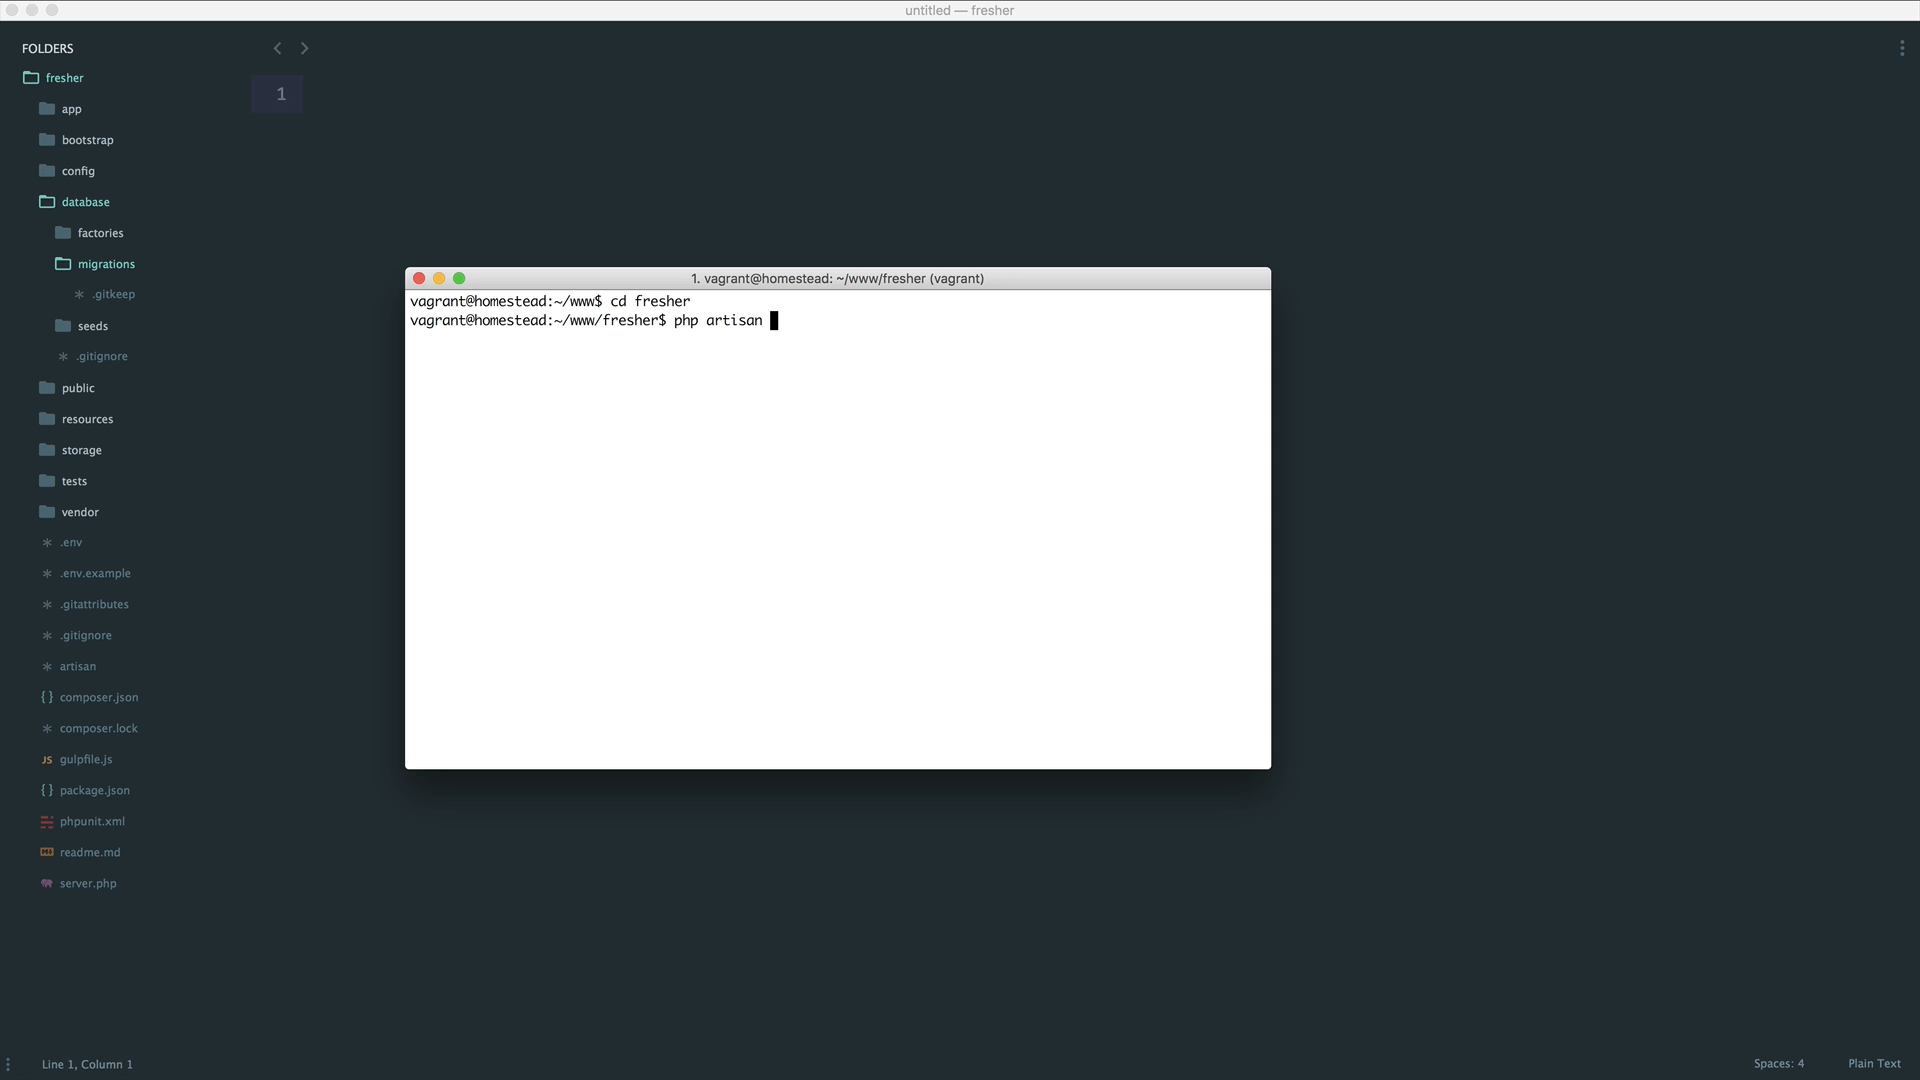 untitled — fresher
FOLDERS
fresher
app
bootstrap
config
database
factories
migrations
.gitkeep
seeds
.gitignore
public
resources
storage
tests
vendor
.env
.env.example
.gitattributes
.gitignore
artisan
{ } composer.json
composer.lock
JS gulpfile.js
{ } package.json
phpunit.xml
readme.md
server.php
1
1. vagrant@homestead: ~/www/fresher (vagrant)
vagrant@homestead:~/www$ cd fresher
vagrant@homestead:~/www/fresher$ php artisan
Line 1, Column 1
Spaces: 4
Plain Text